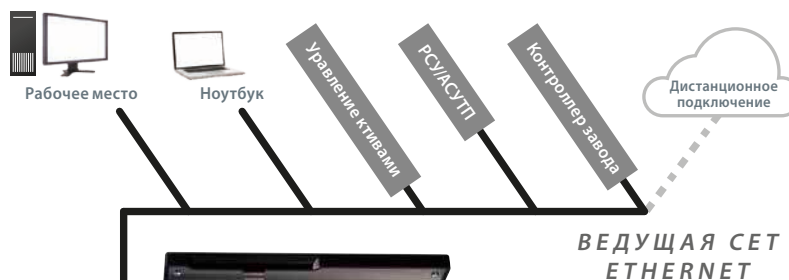 Рабочее место
Ноутбук
Уравление ктивами
РСУ/АСУТП
Контроллер завода
Дистанционное
подключение
ВЕДУЩАЯ СЕТ
ETHERNET